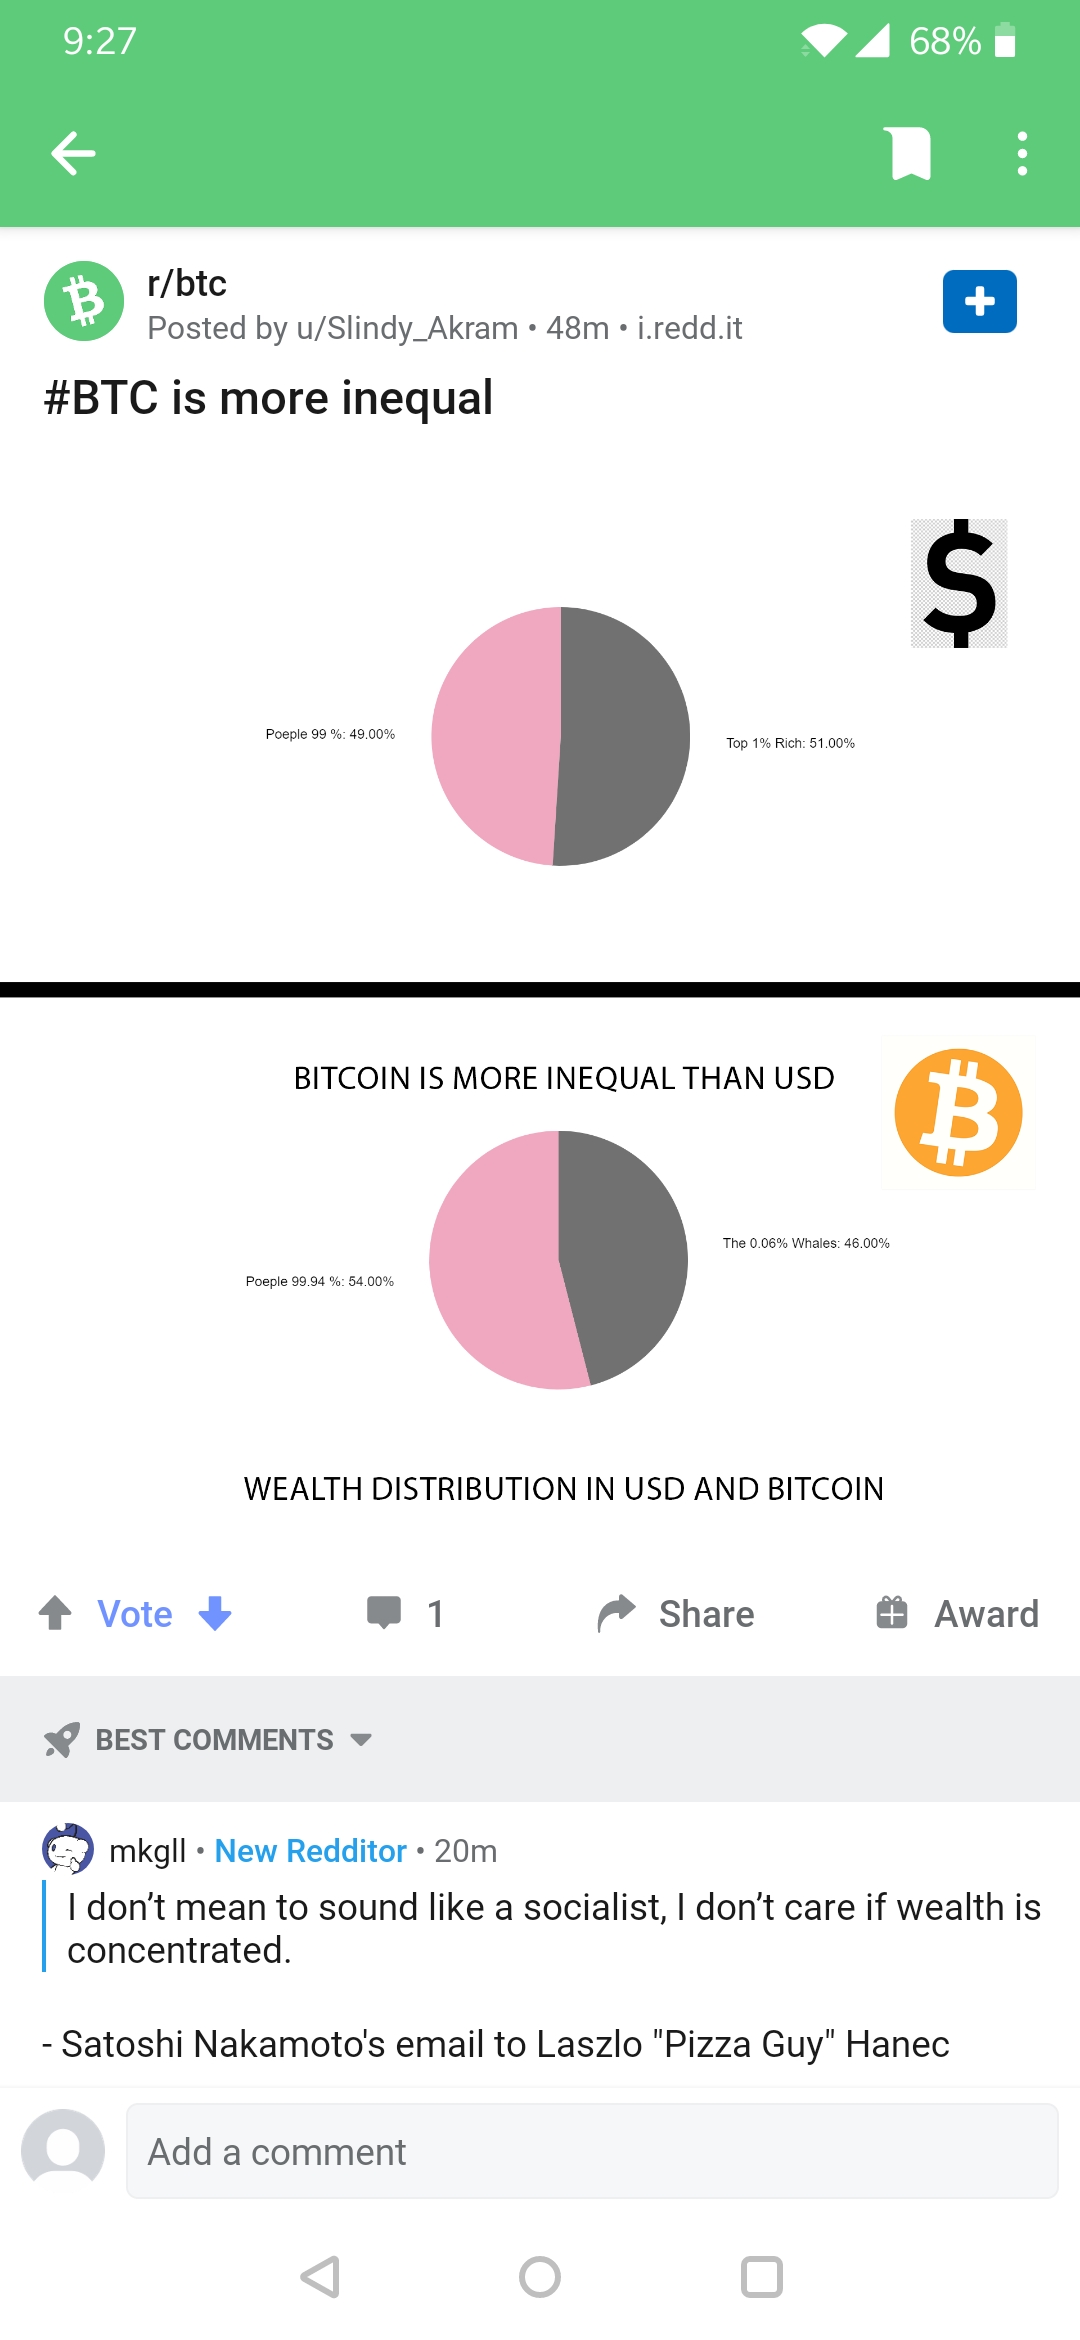 9:27
68%
r/btc
Posted by u/Slindy_Akram • 48m • i.redd.it
#BTC is more inequal
$
Poeple 99 %: 49.00%
Top 1% Rich: 51.00%
BITCOIN IS MORE INEQUAL THAN USD
The 0.06% Whales: 46.00%
Poeple 99.94 %: 54.00%
WEALTH DISTRIBUTION IN USD AND BITCOIN
Vote
1
Share
Award
BEST COMMENTS
mkgll • New Redditor • 20m
I don’t mean to sound like a socialist, I don’t care if wealth is
concentrated.
- Satoshi Nakamoto's email to Laszlo "Pizza Guy" Hanec
Add a comment